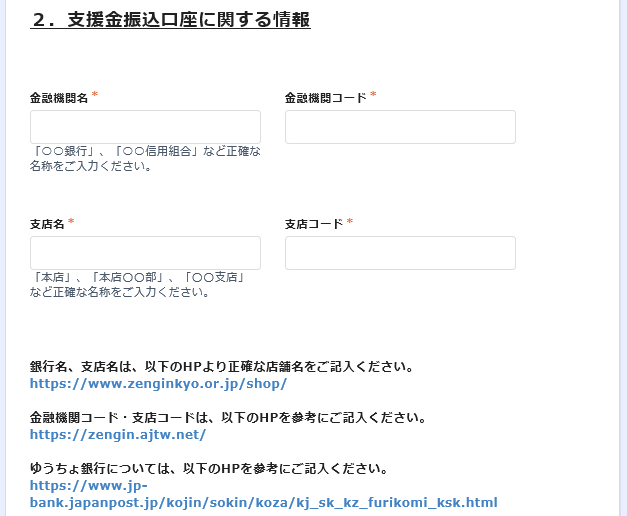 ２．支援金振込口座に関する情報
金融機関名 * 金融機関コード *
「○○銀行」、「○○信用組合」など正確な
名称をご入力ください。
支店名 * 支店コード *
「本店」、「本店○○部」、「○○支店」
など正確な名称をご入力ください。
銀行名、支店名は、以下のHPより正確な店舗名をご記入ください。
https://www.zenginkyo.or.jp/shop/
金融機関コード・支店コードは、以下のHPを参考にご記入ください。
https://zengin.ajtw.net/
ゆうちょ銀行については、以下のHPを参考にご記入ください。
https://www.jp-
bank.japanpost.jp/kojin/sokin/koza/kj_sk_kz_furikomi_ksk.html